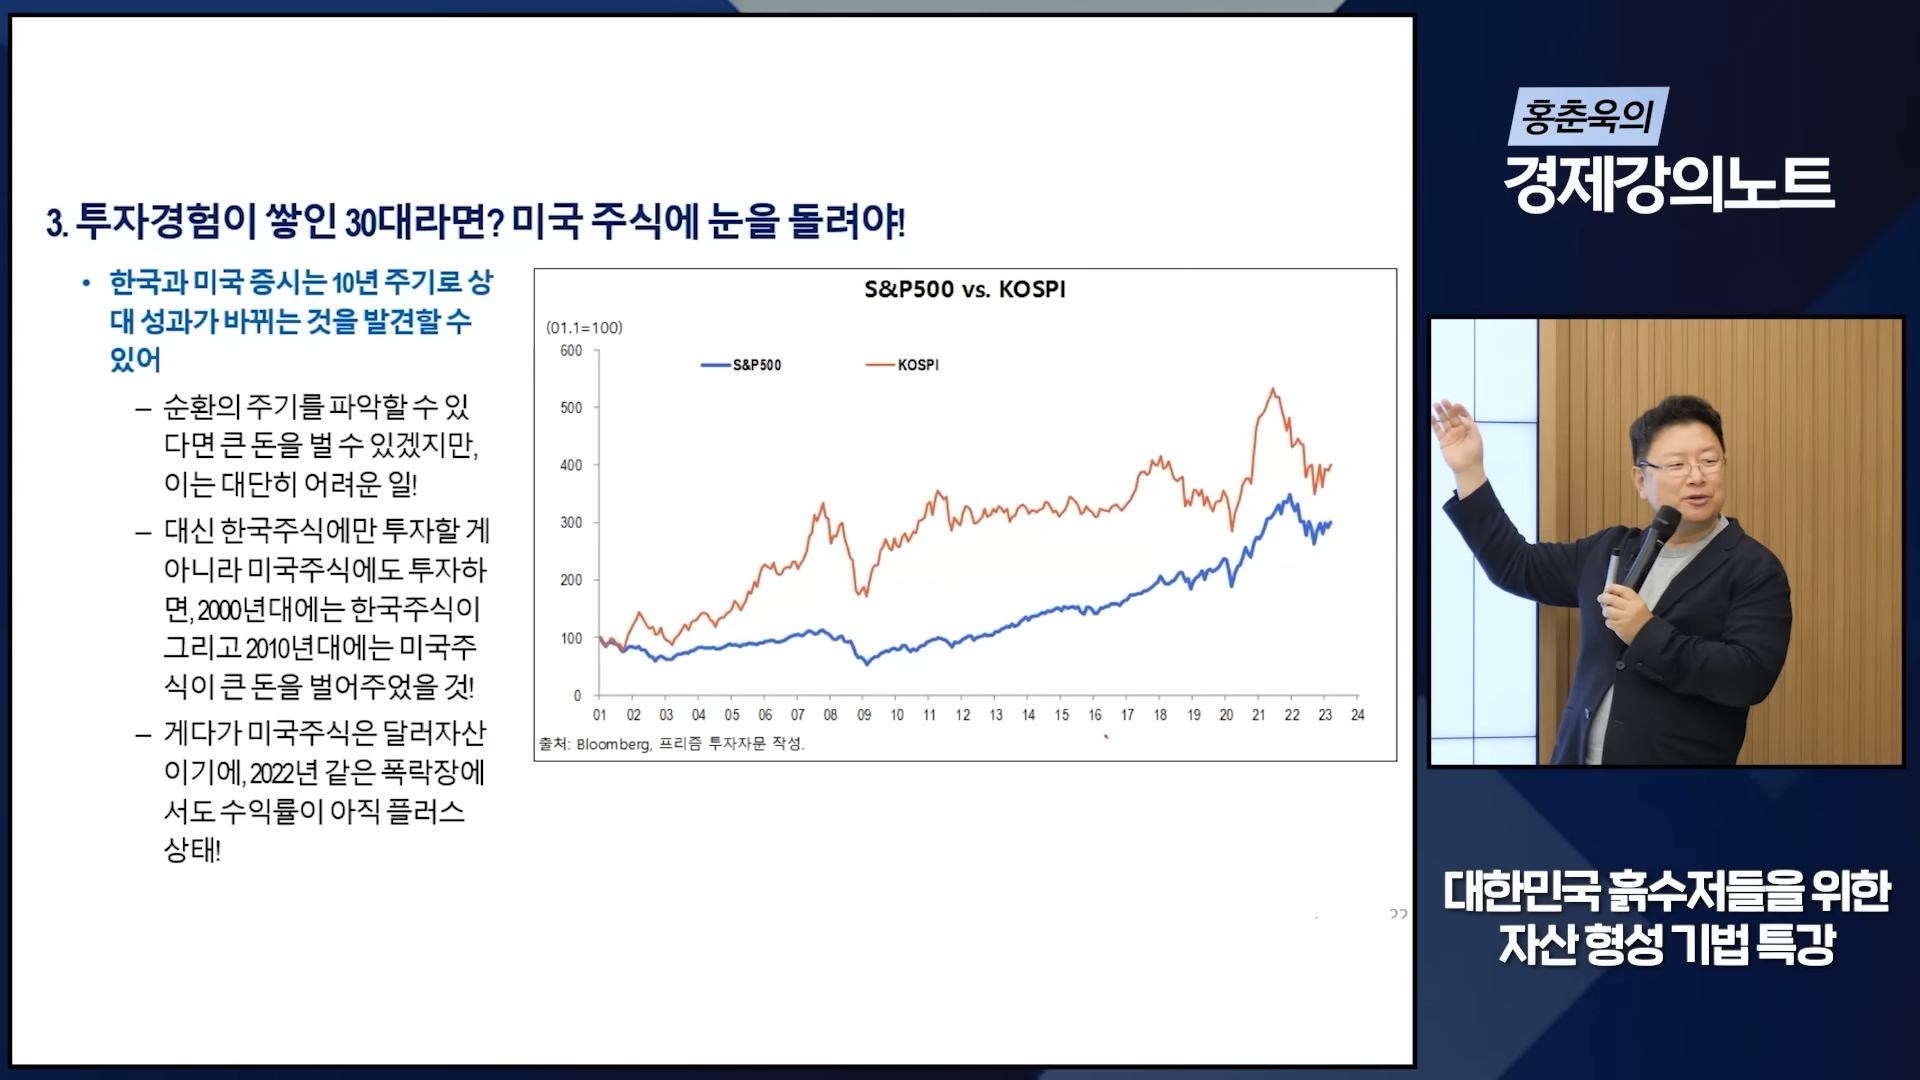 3. 투자경험이 쌓인 30대라면? 미국 주식에 눈을 돌려야!
• 한국과 미국 증시는 10년 주기로 상
대 성과가 바뀌는 것을 발견할 수
있어
– 순환의 주기를 파악할 수 있
다면 큰 돈을 벌 수 있겠지만,
이는 대단히 어려운 일!
– 대신 한국주식에만 투자할 게
아니라 미국주식에도 투자하
면, 2000년대에는 한국주식이
그리고 2010년대에는 미국주
식이 큰 돈을 벌어주었을 것!
– 게다가 미국주식은 달러자산
이기에, 2022년 같은 폭락장에
서도 수익률이 아직 플러스
상태!
S&P500 vs. KOSPI
(01.1=100)
S&P500 KOSPI
600
500
400
300
200
100
0
01 02 03 04 05 06 07 08 09 10 11 12 13 14 15 16 17 18 19 20 21 22 23 24
출처: Bloomberg, 프리즘 투자자문 작성.
홍춘욱의
경제강의노트
대한민국 흙수저들을 위한
자산 형성 기법 특강